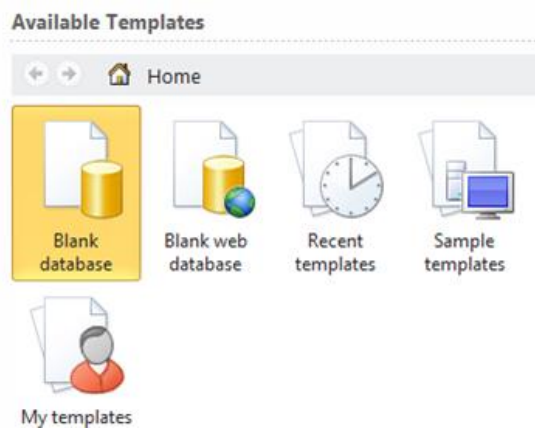 Available Templates
Home
Blank database
Blank web database
Recent templates
Sample templates
My templates